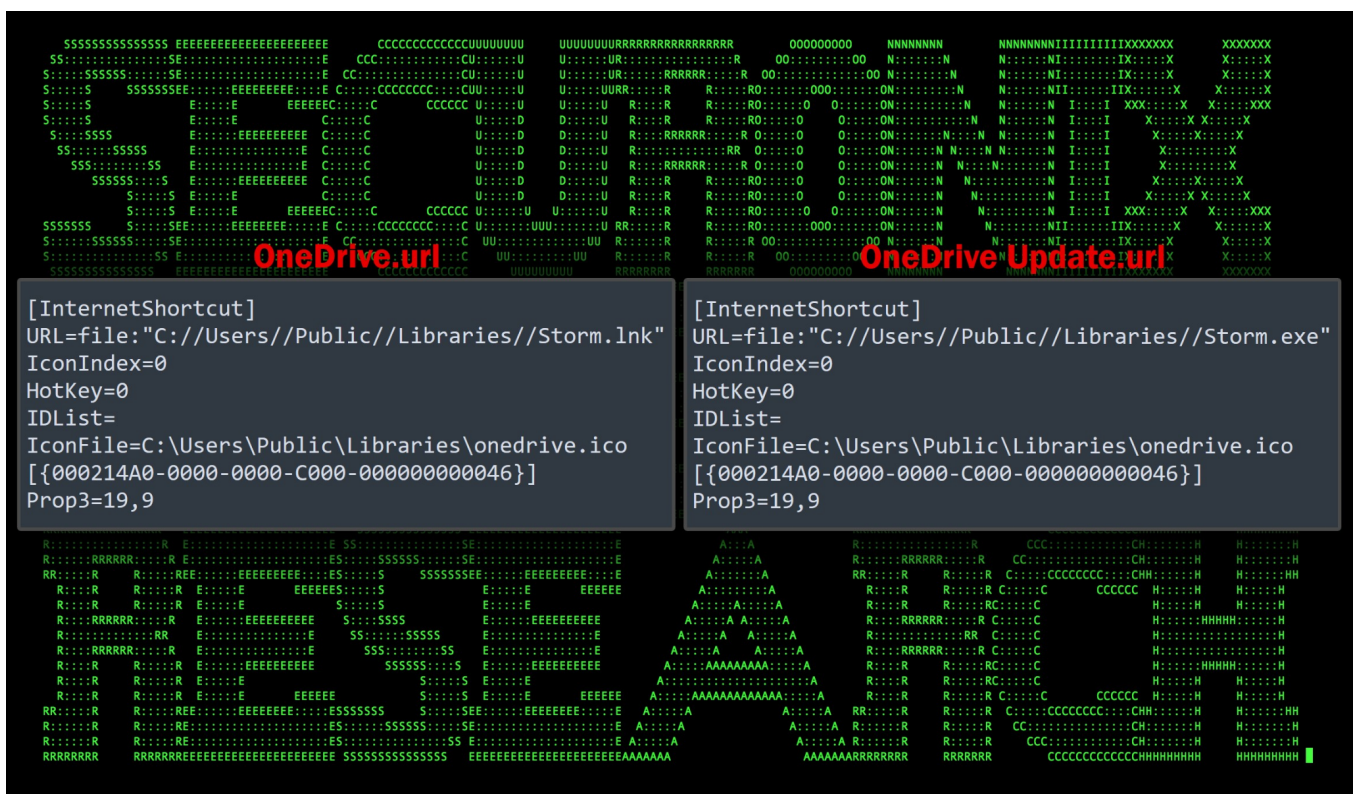 SECURONIX
OneDrive.url
[InternetShortcut]
URL=file:"C://Users//Public//Libraries//Storm.lnk"
IconIndex=0
HotKey=0
IDList=
IconFile=C:\Users\Public\Libraries\onedrive.ico
[{000214A0-0000-0000-C000-000000000046}]
Prop3=19,9
OneDrive Update.url
[InternetShortcut]
URL=file:"C://Users//Public//Libraries//Storm.exe"
IconIndex=0
HotKey=0
IDList=
IconFile=C:\Users\Public\Libraries\onedrive.ico
[{000214A0-0000-0000-C000-000000000046}]
Prop3=19,9
RESEARCH